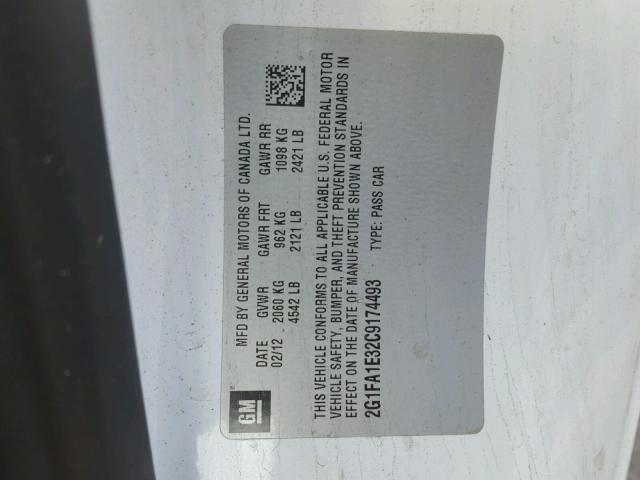 GM
MFD BY GENERAL MOTORS OF CANADA LTD.
DATE GVWR GAWR FRT GAWR RR
02/12 2060 KG 962 KG 1098 KG
4542 LB 2121 LB 2421 LB
THIS VEHICLE CONFORMS TO ALL APPLICABLE U.S. FEDERAL MOTOR
VEHICLE SAFETY, BUMPER, AND THEFT PREVENTION STANDARDS IN
EFFECT ON THE DATE OF MANUFACTURE SHOWN ABOVE.
2G1FA1E32C9174493 TYPE: PASS CAR